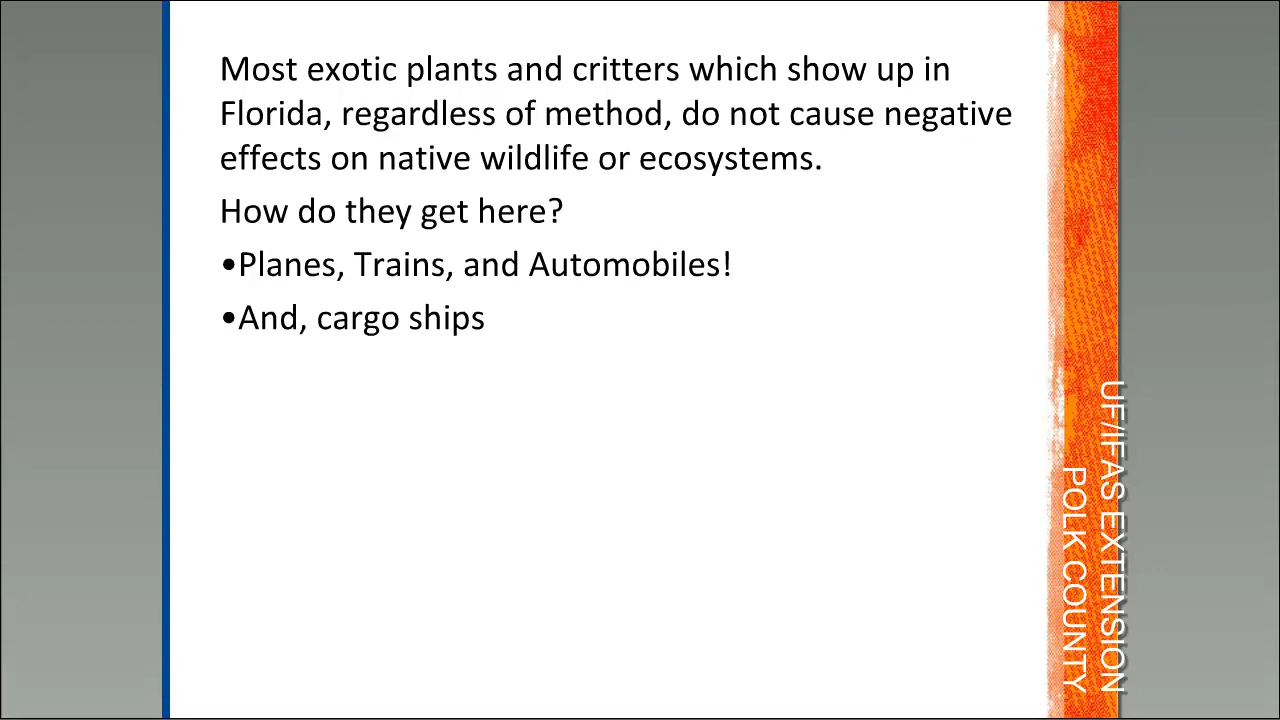 Most exotic plants and critters which show up in
Florida, regardless of method, do not cause negative
effects on native wildlife or ecosystems.
How do they get here?
•Planes, Trains, and Automobiles!
•And, cargo ships
UF/IFAS EXTENSION
POLK COUNTY